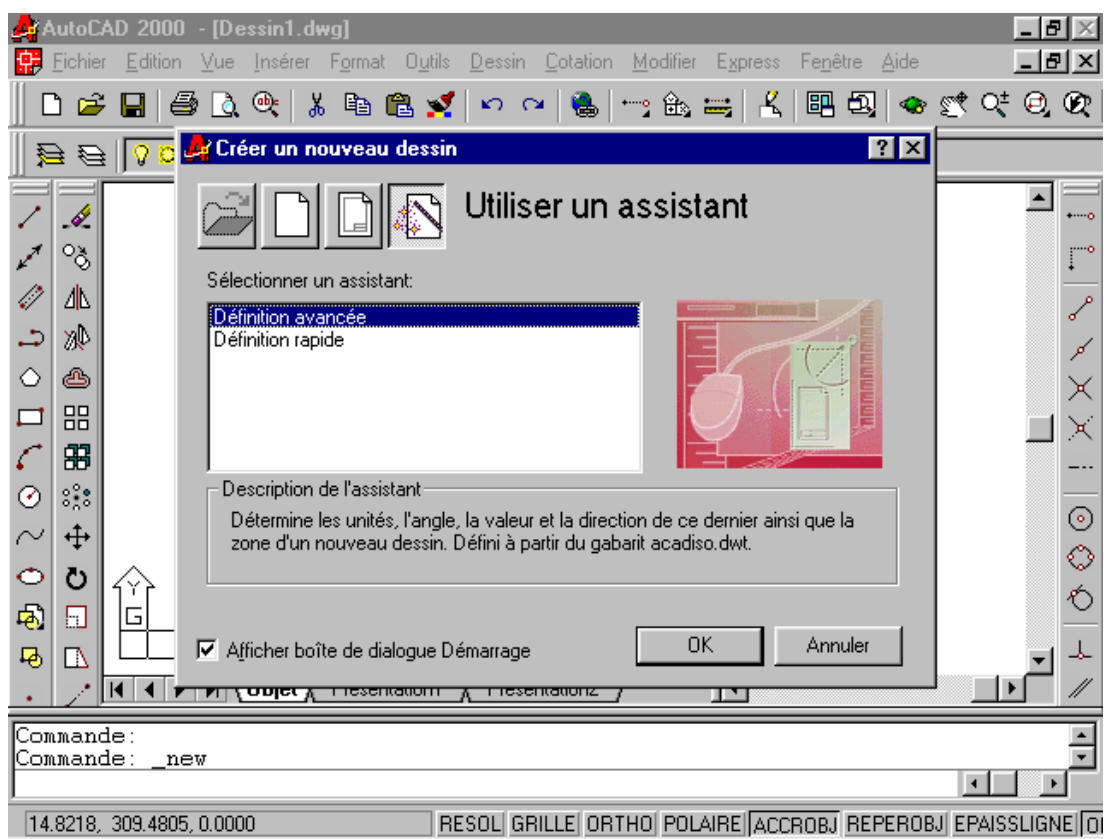 AutoCAD 2000 - [Dessin1.dwg]
Fichier Edition Vue Insérer Format Outils Dessin Cotation Modifier Express Fenêtre Aide
Créer un nouveau dessin
Utiliser un assistant
Sélectionner un assistant:
Définition avancée
Définition rapide
Description de l'assistant
Détermine les unités, l'angle, la valeur et la direction de ce dernier ainsi que la
zone d'un nouveau dessin. Défini à partir du gabarit acadiso.dwt.
Y
G
Afficher boîte de dialogue Démarrage
OK Annuler
Objet Présentation1 Présentation2
Commande:
Commande: _new
14.8218, 309.4805, 0.0000 RESOL GRILLE ORTHO POLAIRE ACCROBJ REPEROBJ EPAISSLIGNE